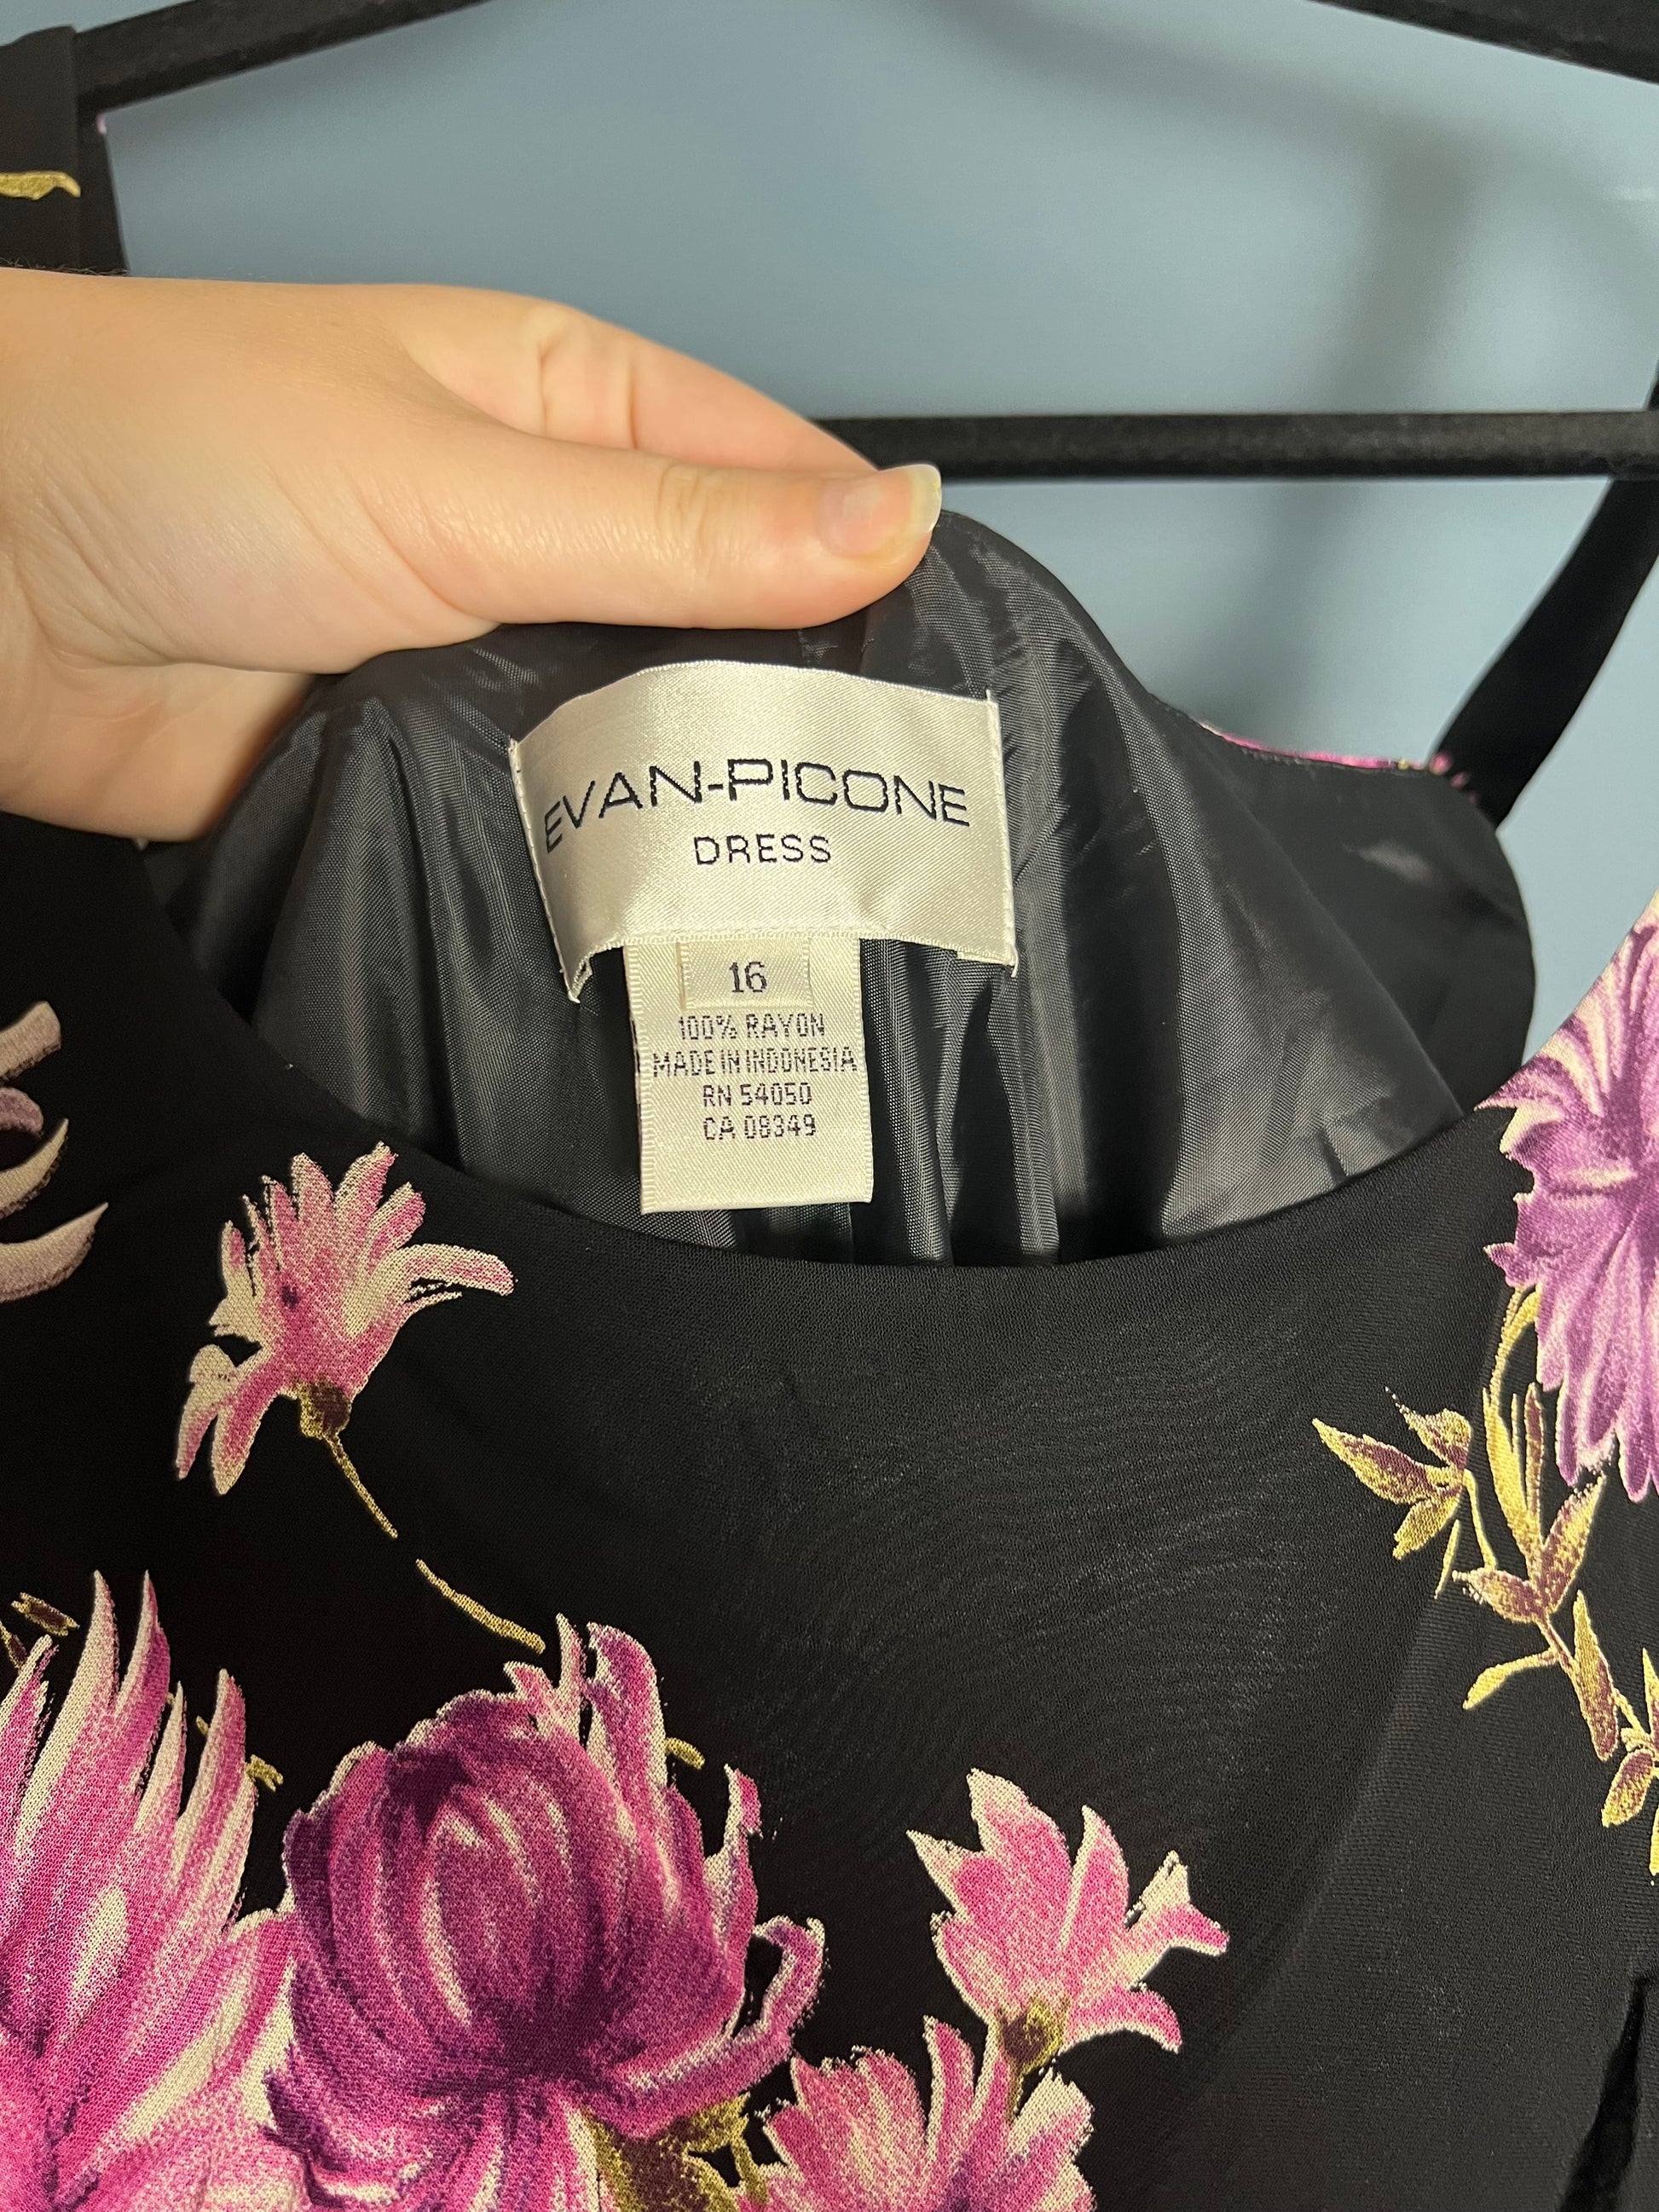 EVAN-PICONE
DRESS
16
100% RAYON
MADE IN INDONESIA
RN 54050
CA 08349